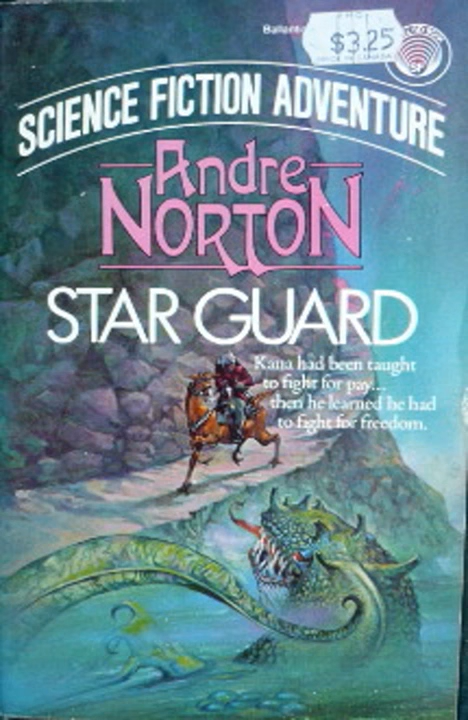 $3.25
SCIENCE FICTION ADVENTURE
Andre
NORTON
STAR GUARD
Kana had been taught
to fight for pay...
then he learned he had
to fight for freedom.